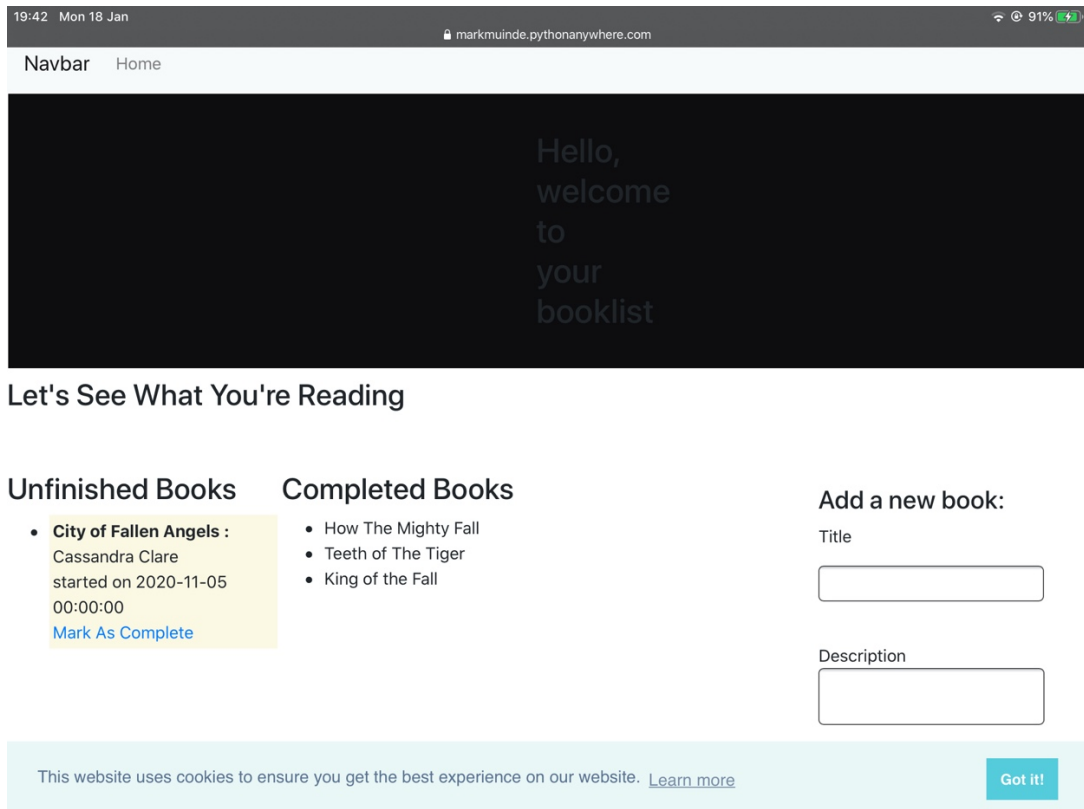 19:42 Mon 18 Jan
91%
markmuinde.pythonanywhere.com
Navbar Home
Hello,
welcome
to
your
booklist
Let's See What You're Reading
Unfinished Books
• City of Fallen Angels :
Cassandra Clare
started on 2020-11-05
00:00:00
Mark As Complete
Completed Books
• How The Mighty Fall
• Teeth of The Tiger
• King of the Fall
Add a new book:
Title
Description
This website uses cookies to ensure you get the best experience on our website. Learn more
Got it!